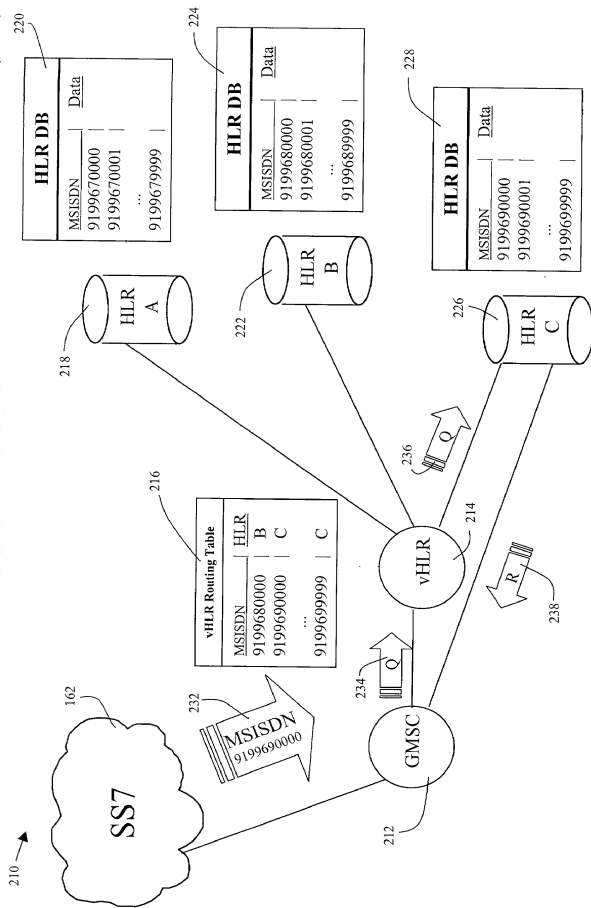 210
SS7
162
232
MSISDN
9199690000
GMSC
212
234
Q
vHLR
214
216
vHLR Routing Table
MSISDN | HLR
9199680000 | B
9199690000 | C
...
9199699999 | C
236
Q
R
238
218
HLR
A
220
HLR DB
MSISDN | Data
9199670000 |
9199670001 |
...
9199679999 |
222
HLR
B
224
HLR DB
MSISDN | Data
9199680000 |
9199680001 |
...
9199689999 |
226
HLR
C
228
HLR DB
MSISDN | Data
9199690000 |
9199690001 |
...
9199699999 |